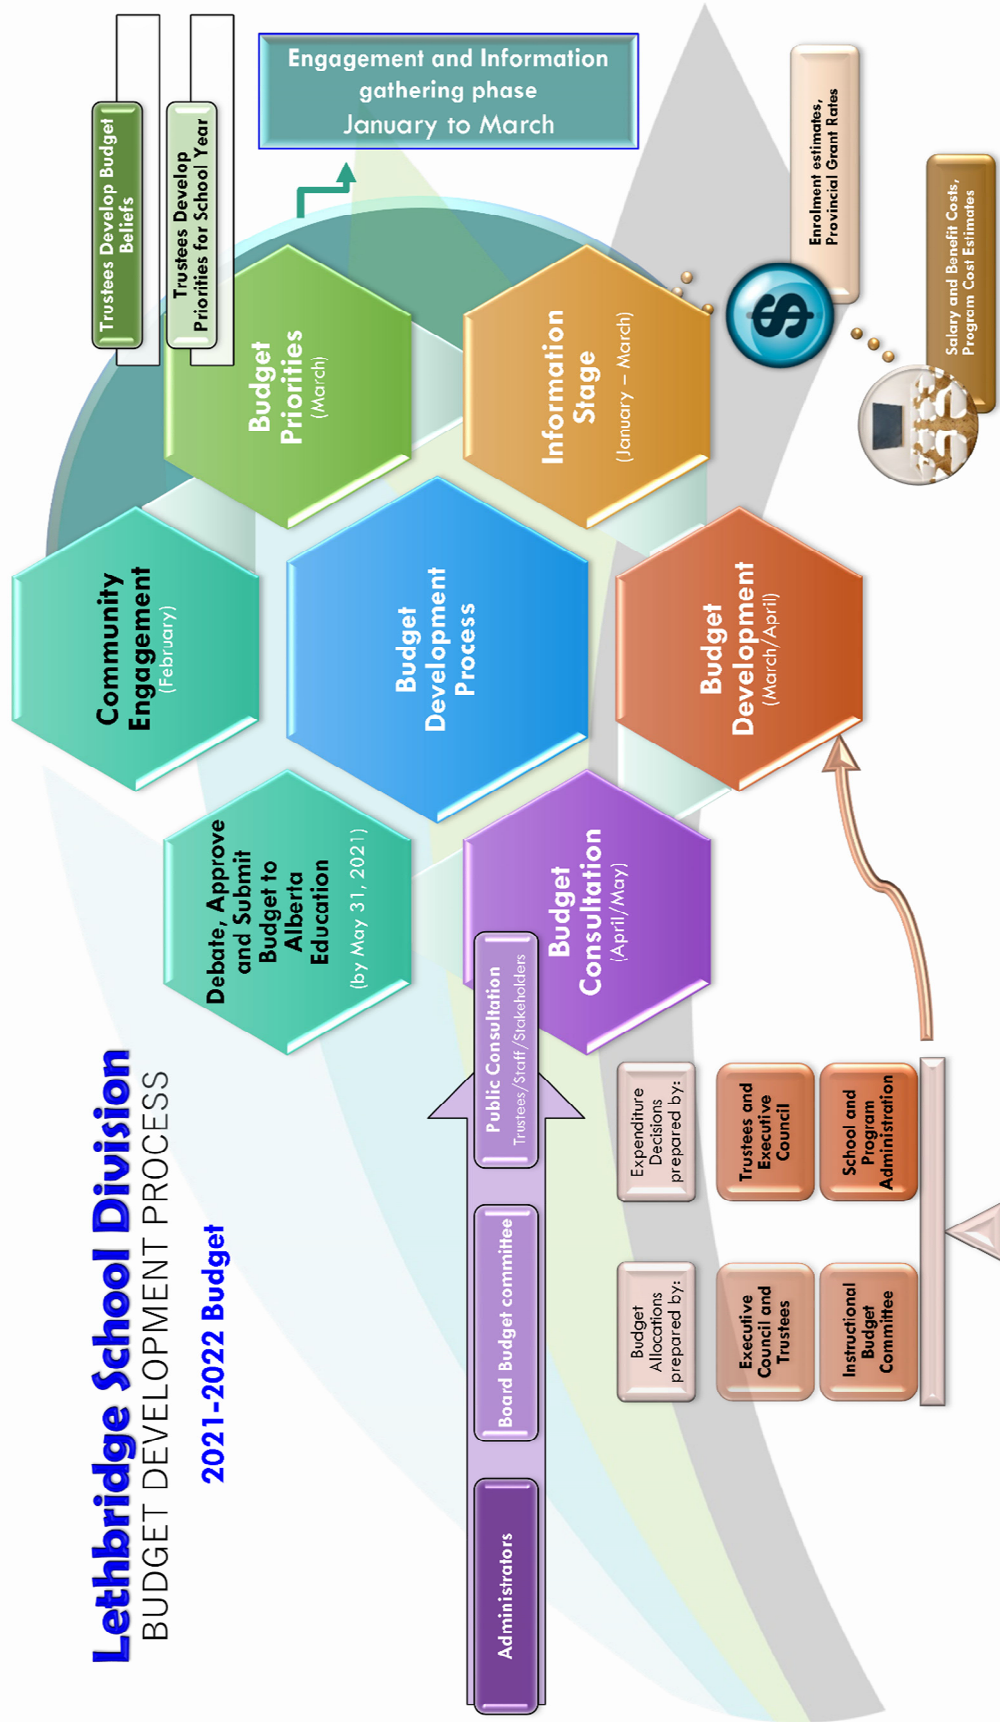 Lethbridge School Division
BUDGET DEVELOPMENT PROCESS
2021-2022 Budget
Debate, Approve
and Submit
Budget to
Alberta
Education
(by May 31, 2021)
Community
Engagement
(February)
Trustees Develop Budget
Beliefs
Trustees Develop
Priorities for School Year
Budget
Priorities
(March)
Engagement and Information
gathering phase
January to March
Budget
Development
Process
Information
Stage
(January – March)
Enrolment estimates,
Provincial Grant Rates
$
Salary and Benefit Costs,
Program Cost Estimates
Budget
Development
(March/April)
Budget
Consultation
(April/May)
Administrators
Board Budget committee
Public Consultation
Trustees/Staff/Stakeholders
Budget
Allocations
prepared by:
Executive
Council and
Trustees
Instructional
Budget
Committee
Expenditure
Decisions
prepared by:
Trustees and
Executive
Council
School and
Program
Administration